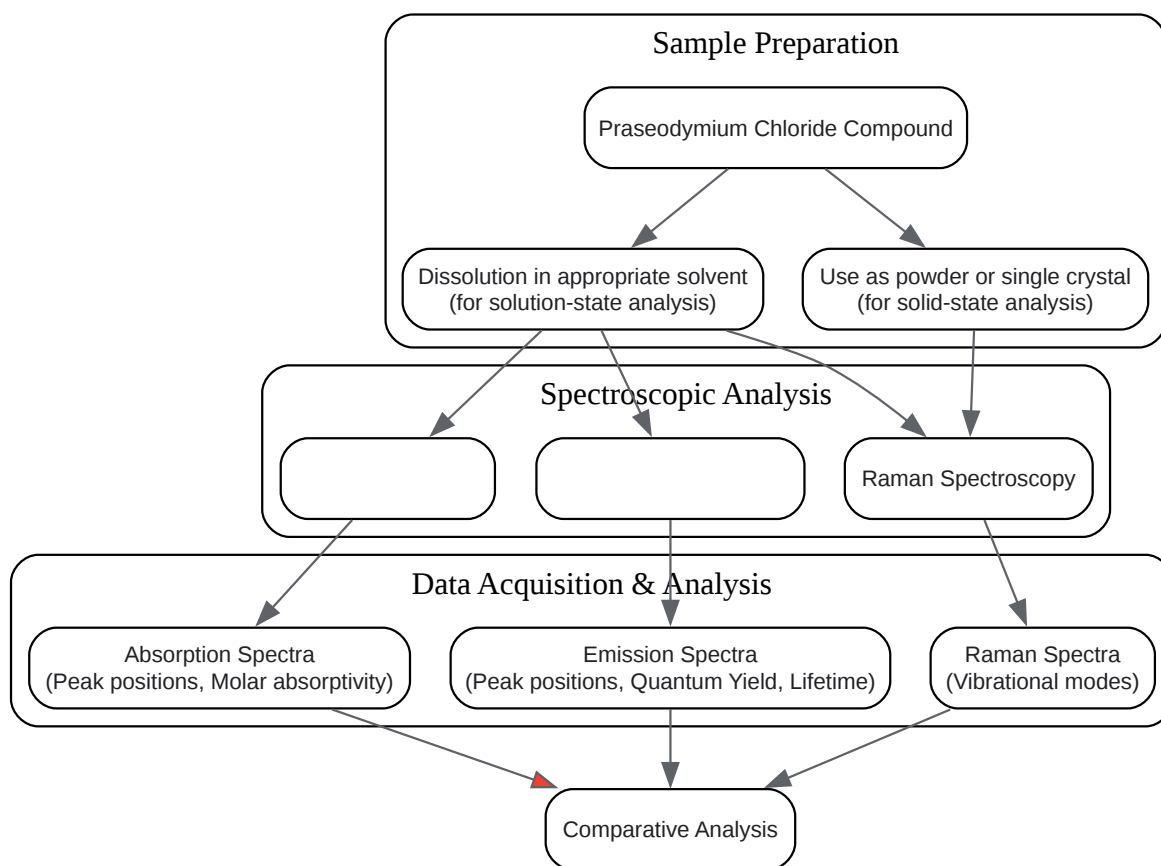 Sample Preparation
Praseodymium Chloride Compound
Dissolution in appropriate solvent
(for solution-state analysis)
Use as powder or single crystal
(for solid-state analysis)
Spectroscopic Analysis
Raman Spectroscopy
Data Acquisition & Analysis
Absorption Spectra
(Peak positions, Molar absorptivity)
Emission Spectra
(Peak positions, Quantum Yield, Lifetime)
Raman Spectra
(Vibrational modes)
Comparative Analysis